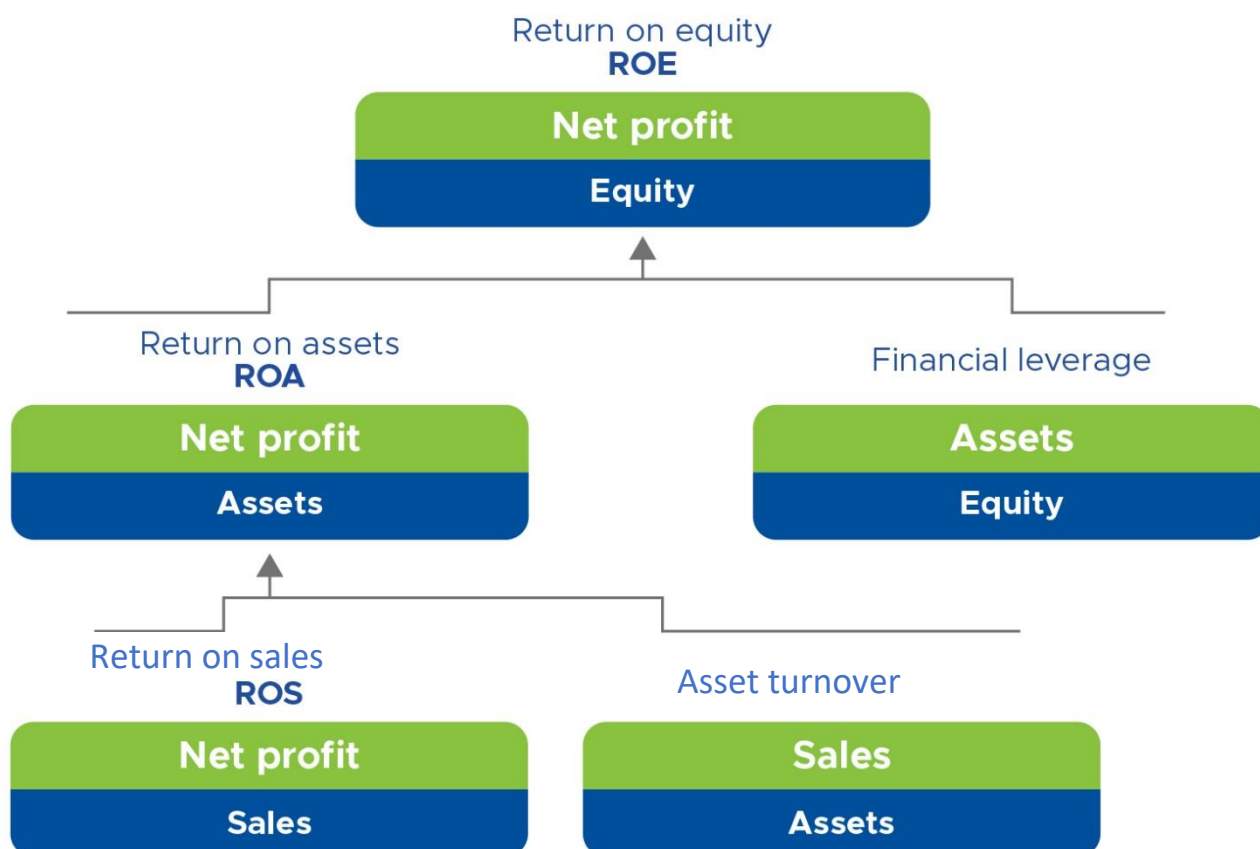 Return on equity
ROE
Net profit
Equity
Return on assets
ROA
Financial leverage
Net profit
Assets
Assets
Equity
Return on sales
ROS
Asset turnover
Net profit
Sales
Sales
Assets